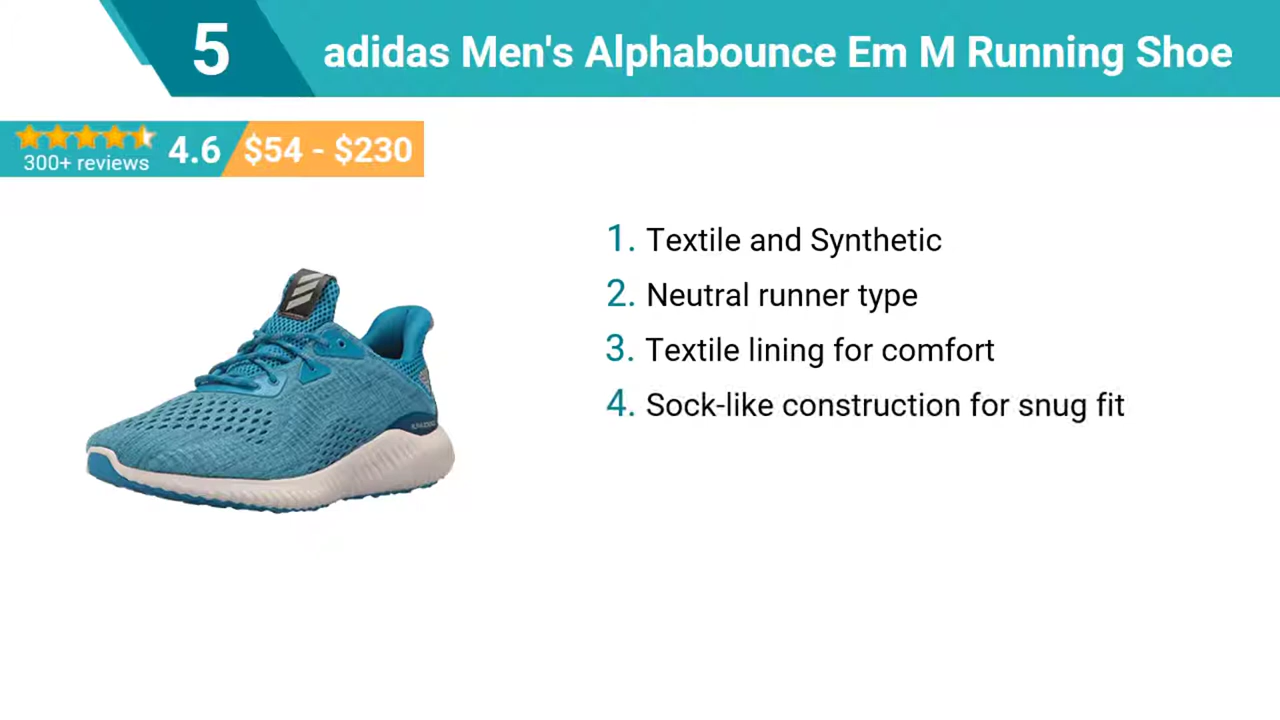 5
adidas Men's Alphabounce Em M Running Shoe
300+ reviews
4.6
$54 - $230
1. Textile and Synthetic
2. Neutral runner type
3. Textile lining for comfort
4. Sock-like construction for snug fit